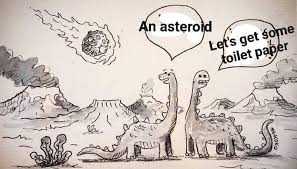 An asteroid
Let's get some
toilet paper